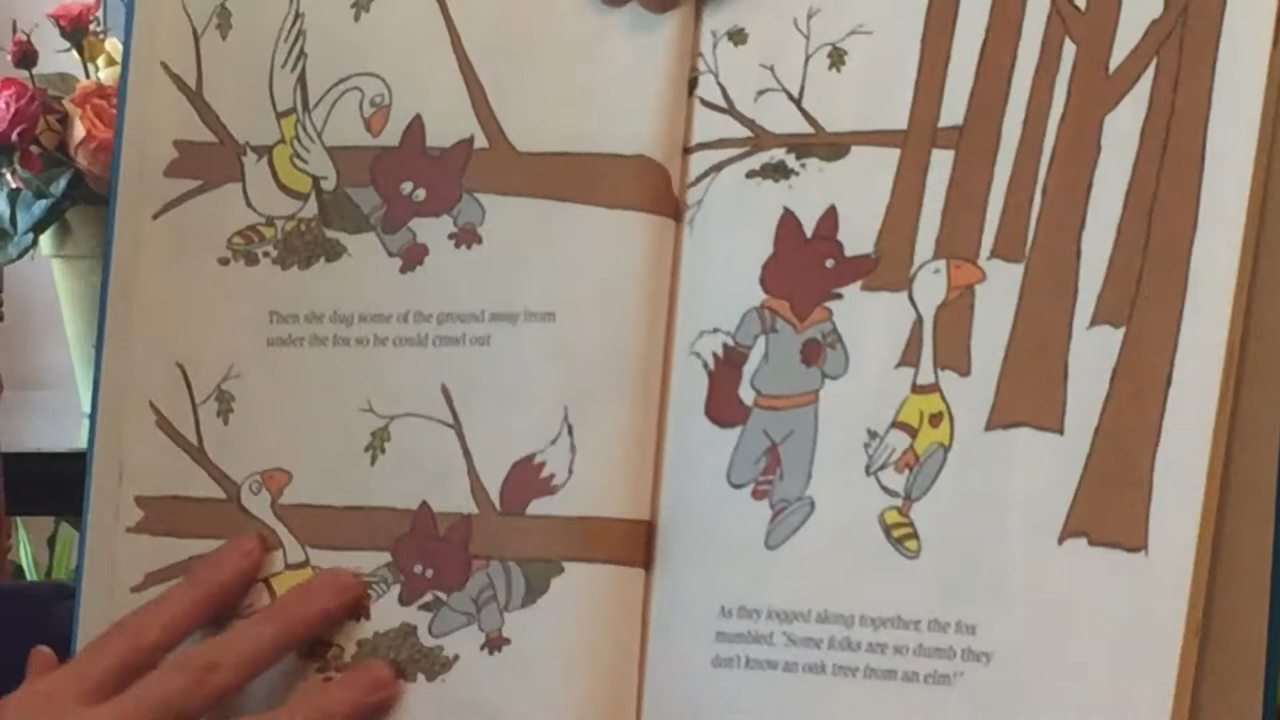 Then she dug some of the ground away from
under the fox so he could crawl out
As they jogged along together, the fox
mumbled, "Some folks are so dumb they
don't know an oak tree from an elm!"